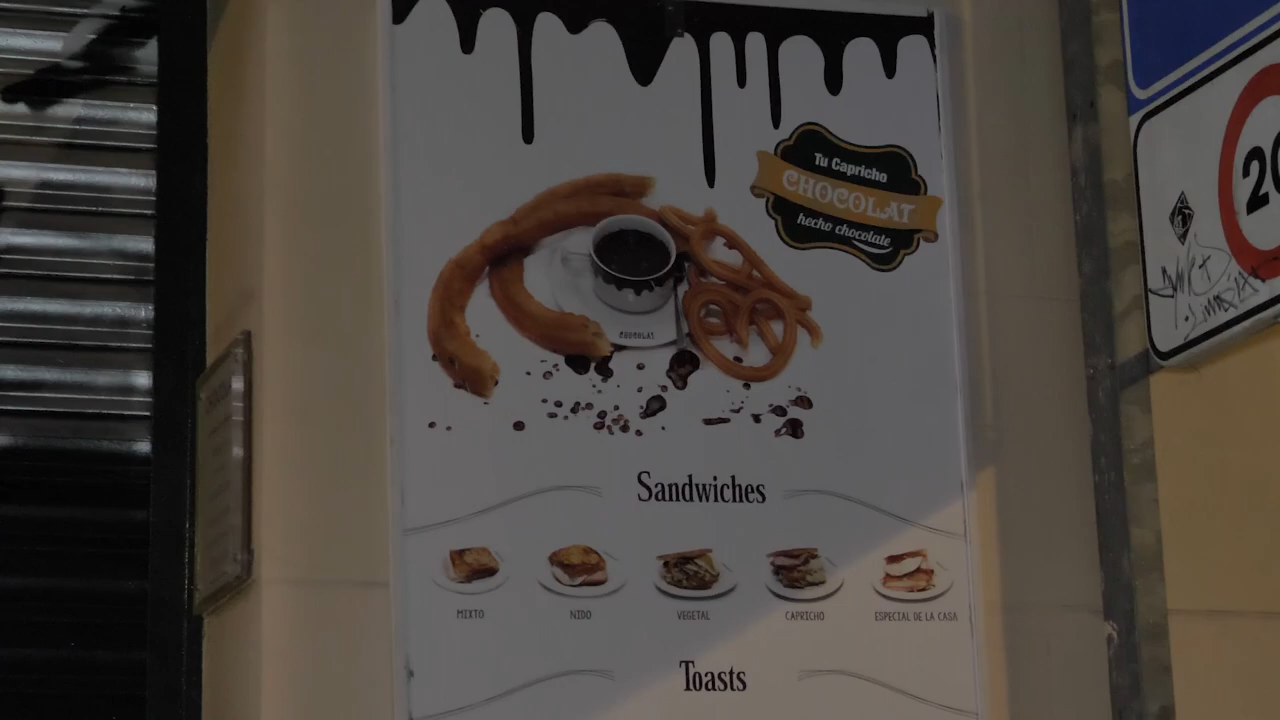 Tu Capricho
CHOCOLAT
hecho chocolate
CHOCOLAT
Sandwiches
MIXTO
NIDO
VEGETAL
CAPRICHO
ESPECIAL DE LA CASA
Toasts
20